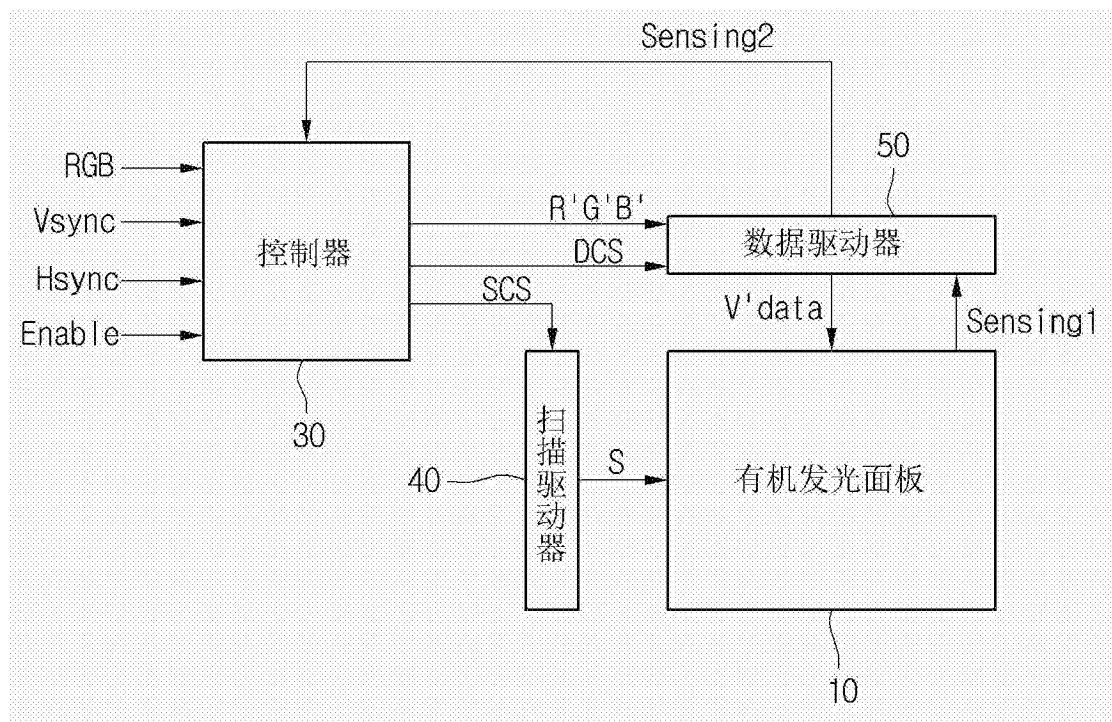 Sensing2
50
RGB
Vsync
Hsync
Enable
控制器
R'G'B'
DCS
SCS
数据驱动器
V'data
Sensing1
30
40
扫描驱动器
S
有机发光面板
10